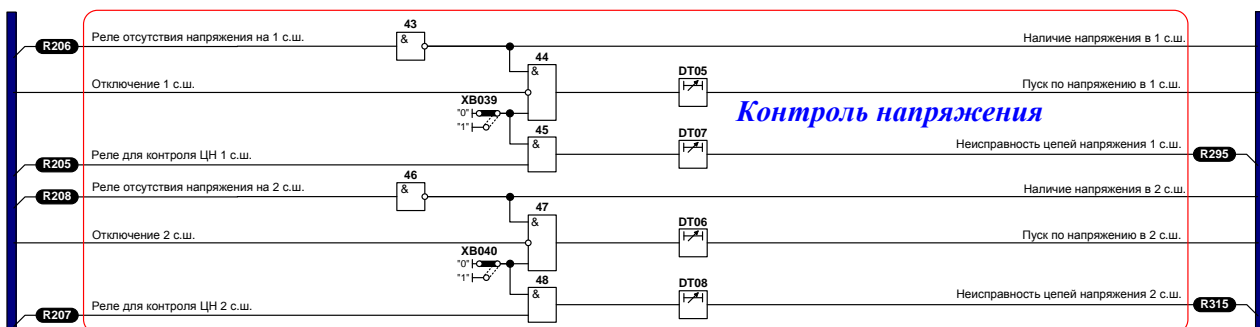 43
R206 Реле отсутствия напряжения на 1 с.ш. & Наличие напряжения в 1 с.ш.
44
&
Отключение 1 с.ш. DT05 Пуск по напряжению в 1 с.ш.
XB039
"0"
"1"
Контроль напряжения
45
&
DT07
Неисправность цепей напряжения 1 с.ш. R295
R205 Реле для контроля ЦН 1 с.ш.
46
R208 Реле отсутствия напряжения на 2 с.ш. & Наличие напряжения в 2 с.ш.
47
&
Отключение 2 с.ш. DT06 Пуск по напряжению в 2 с.ш.
XB040
"0"
"1"
48
&
DT08
Неисправность цепей напряжения 2 с.ш. R315
R207 Реле для контроля ЦН 2 с.ш.